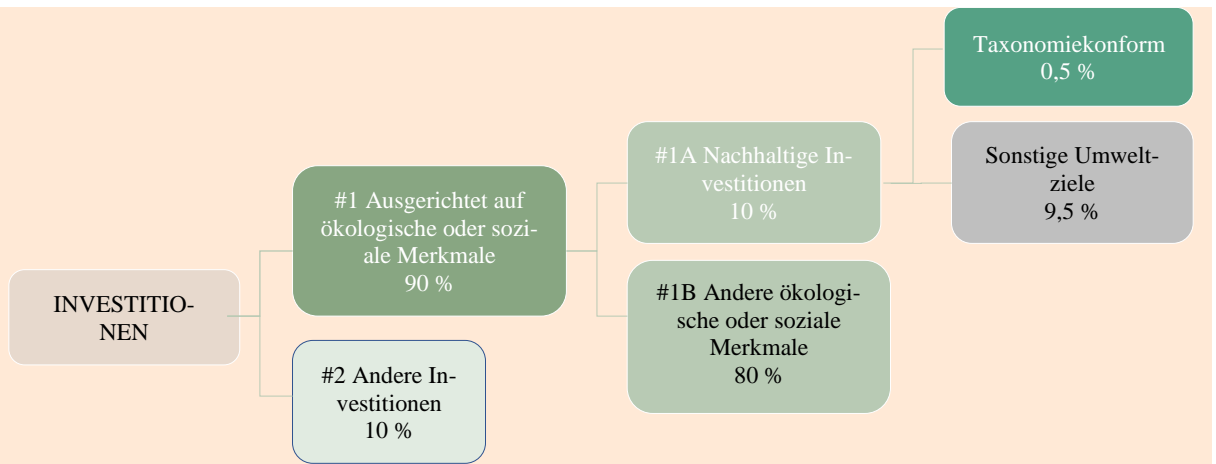 INVESTITIO-
NEN
#1 Ausgerichtet auf
ökologische oder sozi-
ale Merkmale
90 %
#2 Andere In-
vestitionen
10 %
#1A Nachhaltige In-
vestitionen
10 %
#1B Andere ökologi-
sche oder soziale
Merkmale
80 %
Taxonomiekonform
0,5 %
Sonstige Umwelt-
ziele
9,5 %